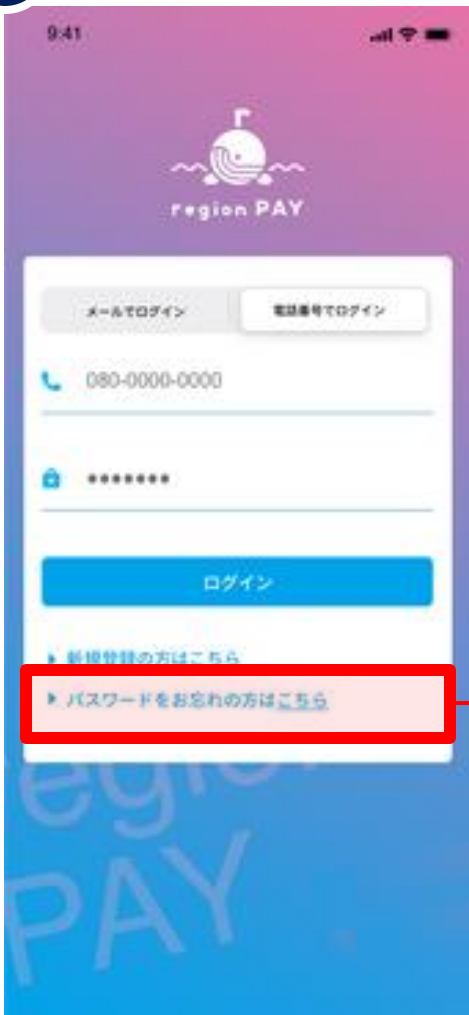 9:41
region PAY
メールでログイン
電話番号でログイン
080-0000-0000
•••••••
ログイン
新規登録の方はこちら
パスワードをお忘れの方はこちら
region
PAY